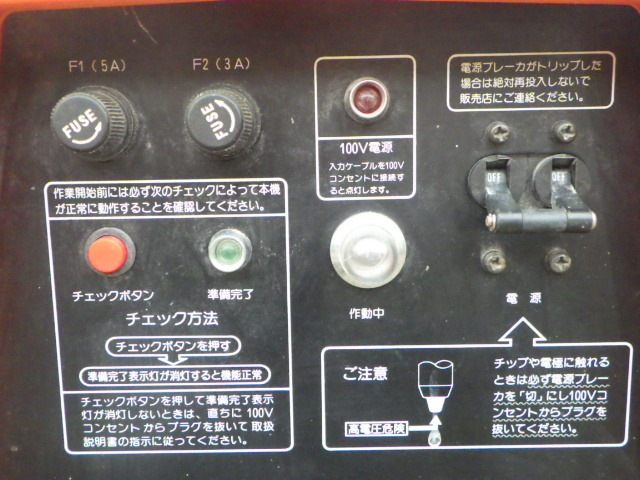 F1(5A)
F2(3A)
FUSE
FUSE
100V電源
入力ケーブルを100V
コンセントに接続す
ると点灯します。
電源ブレーカがトリップした
場合は絶対再投入しないで
販売店にご連絡ください。
OFF
OFF
電源
作動中
作業開始前には必ず次のチェックによって本機
が正常に動作することを確認してください。
チェックボタン
準備完了
チェック方法
チェックボタンを押す
準備完了表示灯が消灯すると機能正常
チェックボタンを押して準備完了表示
灯が消灯しないときは、直ちに100V
コンセントからプラグを抜いて取扱
説明書の指示に従ってください。
ご注意
高電圧危険
チップや電極に触れる
ときは必ず電源ブレー
カを「切」にし100Vコ
ンセントからプラグを
抜いてください。